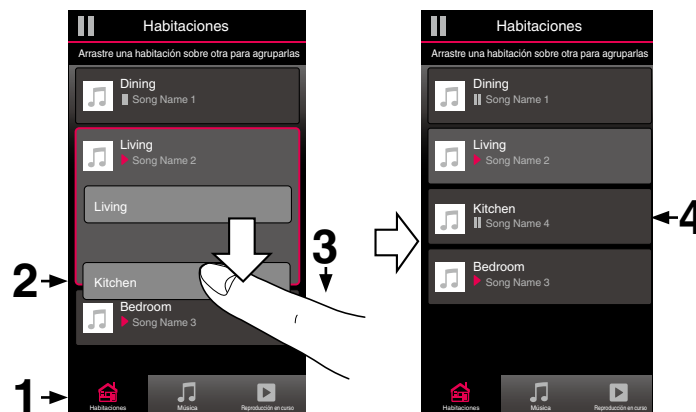 Habitaciones
Arrastre una habitación sobre otra para agruparlas
Dining
Song Name 1
Living
Song Name 2
Living
Kitchen
Bedroom
Song Name 3
Habitaciones
Música
Reproducción en curso
1
2
3
Habitaciones
Arrastre una habitación sobre otra para agruparlas
Dining
Song Name 1
Living
Song Name 2
Kitchen
Song Name 4
Bedroom
Song Name 3
Habitaciones
Música
Reproducción en curso
4